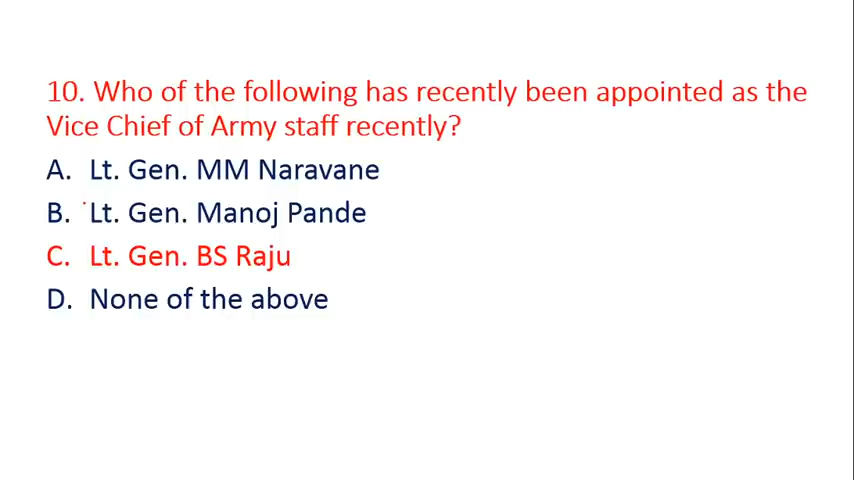 10. Who of the following has recently been appointed as the
Vice Chief of Army staff recently?
A. Lt. Gen. MM Naravane
B. Lt. Gen. Manoj Pande
C. Lt. Gen. BS Raju
D. None of the above